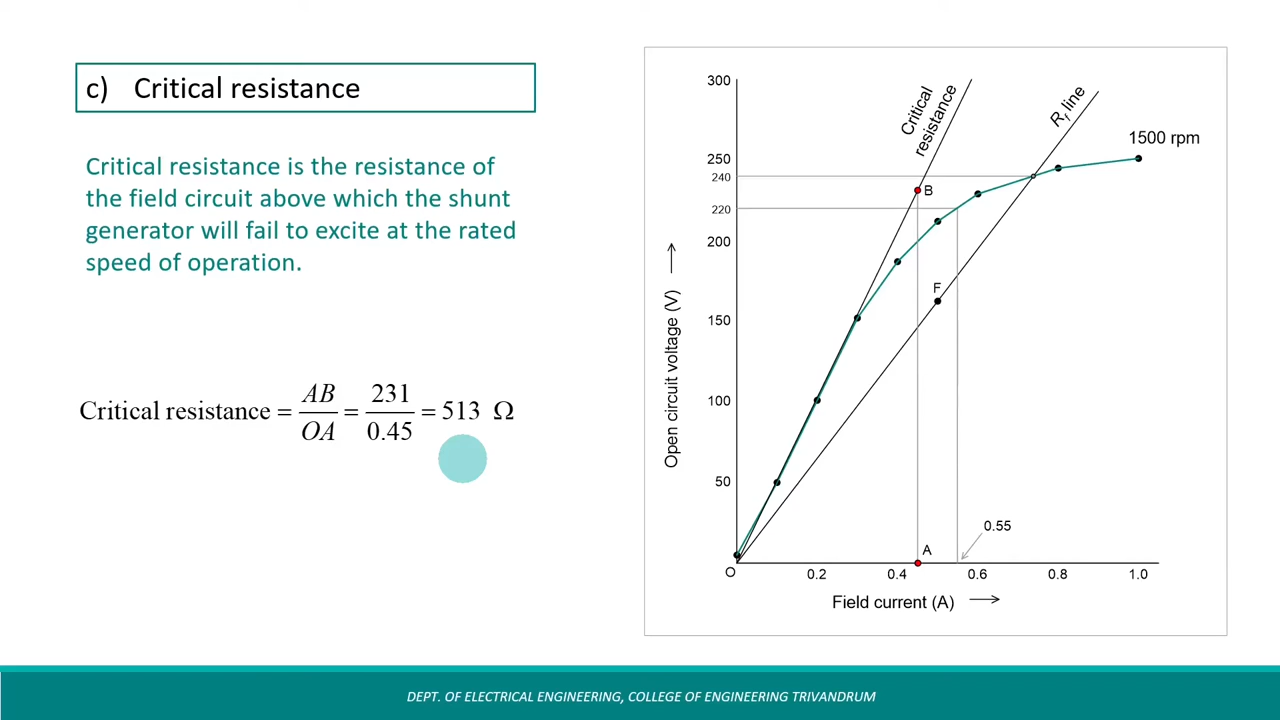 c) Critical resistance
Critical resistance is the resistance of
the field circuit above which the shunt
generator will fail to excite at the rated
speed of operation.
Critical resistance = AB/OA = 231/0.45 = 513 Ω
300
250
240
220
200
150
100
50
O
0.2
0.4
0.6
0.8
1.0
Open circuit voltage (V)
Field current (A)
Critical
resistance
Rf line
1500 rpm
B
F
A
0.55
DEPT. OF ELECTRICAL ENGINEERING, COLLEGE OF ENGINEERING TRIVANDRUM